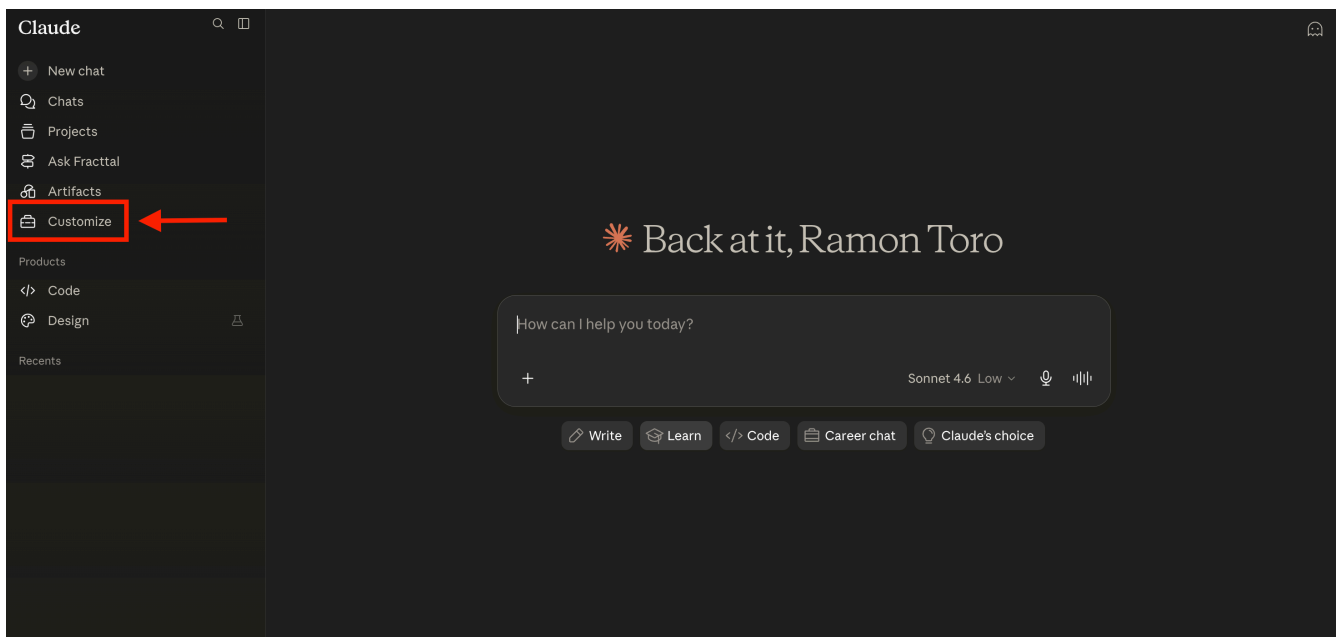 Claude
New chat
Chats
Projects
Ask Fracttal
Artifacts
Customize
Products
Code
Design
Recents
Back at it, Ramon Toro
How can I help you today?
Sonnet 4.6 Low
Write
Learn
Code
Career chat
Claude's choice